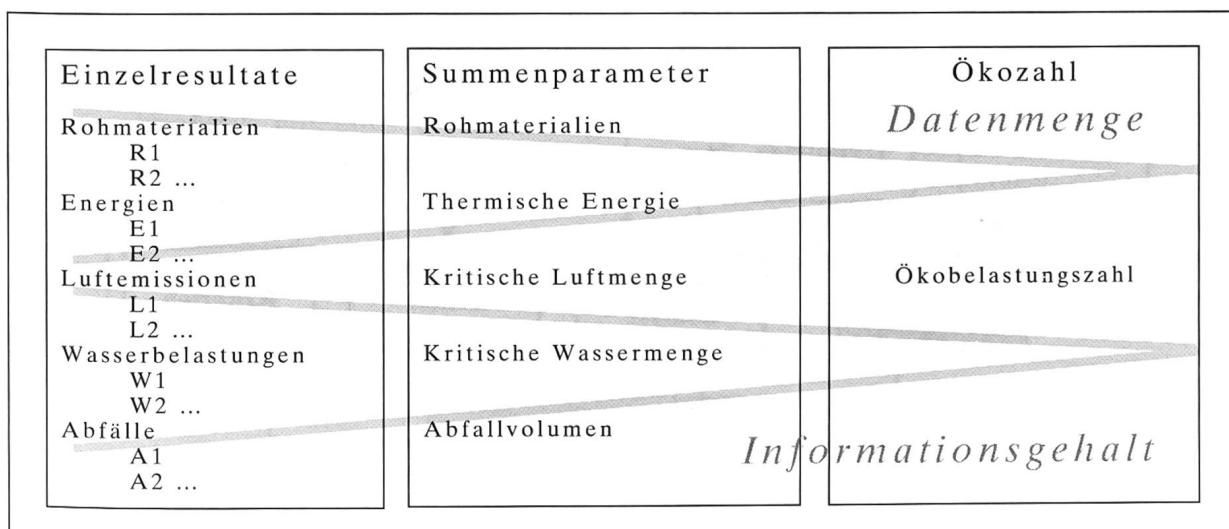 Einzelresultate
Rohmaterialien
R1
R2 ...
Energien
E1
E2 ...
Luftemissionen
L1
L2 ...
Wasserbelastungen
W1
W2 ...
Abfälle
A1
A2 ...
Summenparameter
Rohmaterialien
Thermische Energie
Kritische Luftmenge
Kritische Wassermenge
Abfallvolumen
Ökozahl
Datenmenge
Ökobelastungszahl
Informationsgehalt